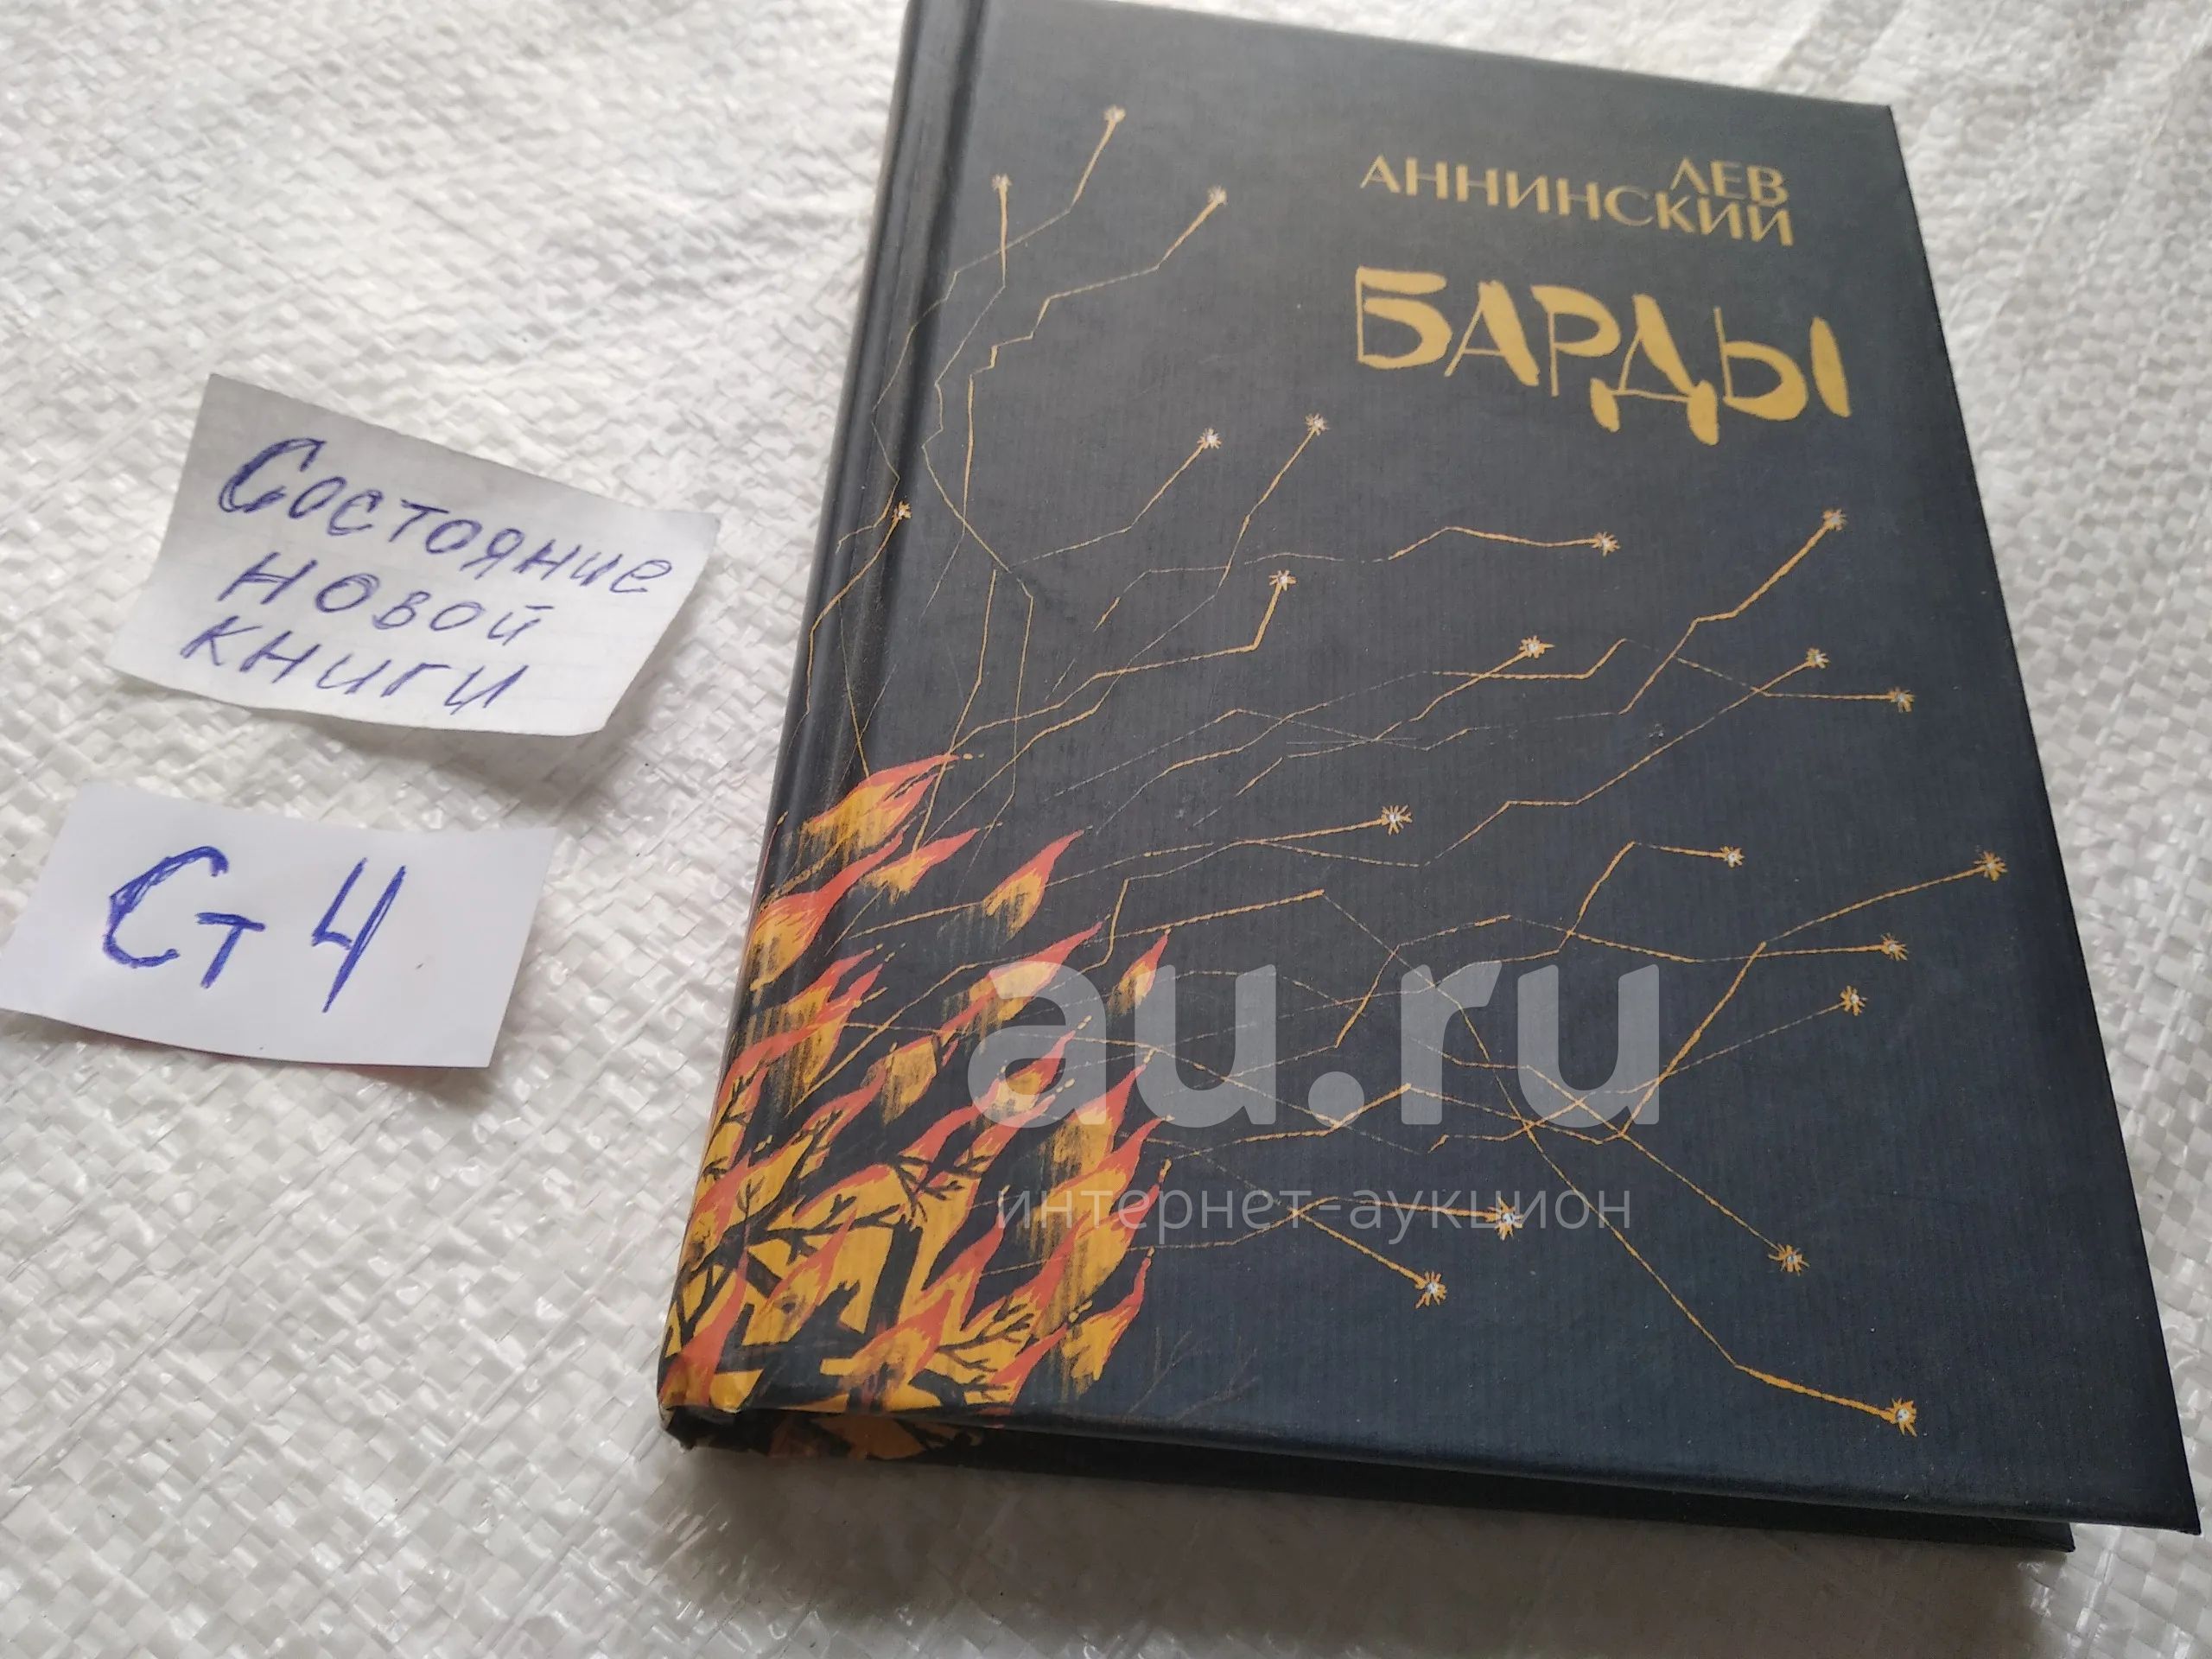 ЛЕВ
АННИНСКИЙ
БАРДЫ
Состояние
новой
книги
Ст 4
au.ru
интернет-аукцион